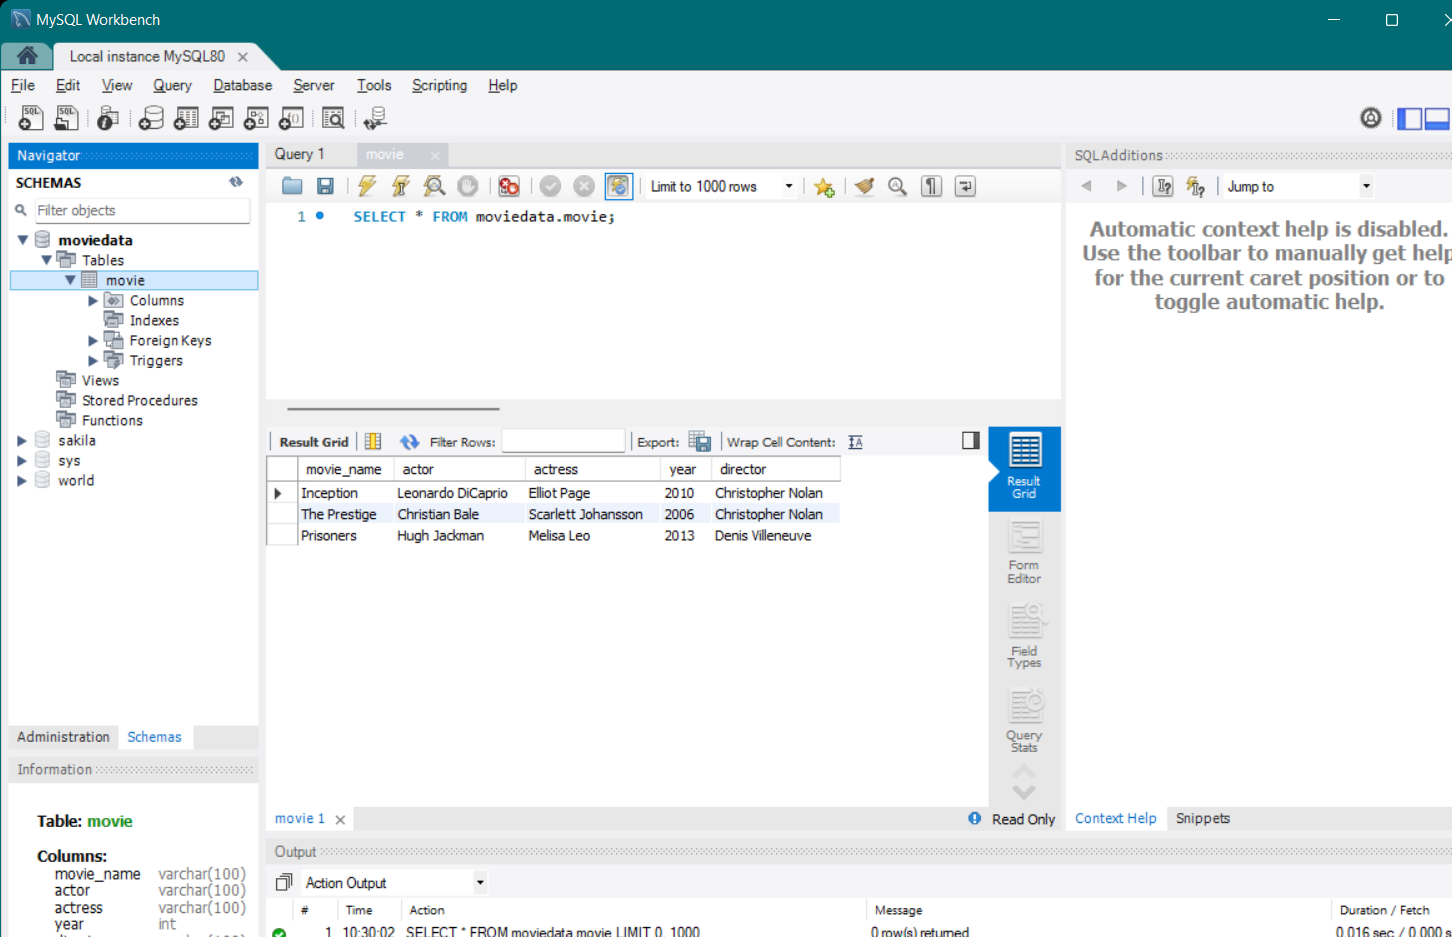 MySQL Workbench
Local instance MySQL80
File Edit View Query Database Server Tools Scripting Help
Navigator
SCHEMAS
Filter objects
moviedata
Tables
movie
Columns
Indexes
Foreign Keys
Triggers
Views
Stored Procedures
Functions
sakila
sys
world
Administration Schemas
Information
Table: movie
Columns:
movie_name varchar(100)
actor varchar(100)
actress varchar(100)
year int
Query 1 movie
Limit to 1000 rows
1 SELECT * FROM moviedata.movie;
Result Grid Filter Rows: Export: Wrap Cell Content:
movie_name actor actress year director
Inception Leonardo DiCaprio Elliot Page 2010 Christopher Nolan
The Prestige Christian Bale Scarlett Johansson 2006 Christopher Nolan
Prisoners Hugh Jackman Melisa Leo 2013 Denis Villeneuve
Result
Grid
Form
Editor
Field
Types
Query
Stats
movie 1 Read Only
SQLAdditions
Jump to
Automatic context help is disabled.
Use the toolbar to manually get help
for the current caret position or to
toggle automatic help.
Context Help Snippets
Output
Action Output
# Time Action Message Duration / Fetch
1 10:30:02 SELECT * FROM moviedata.movie LIMIT 0, 1000 0 row(s) returned 0.016 sec / 0.000 s